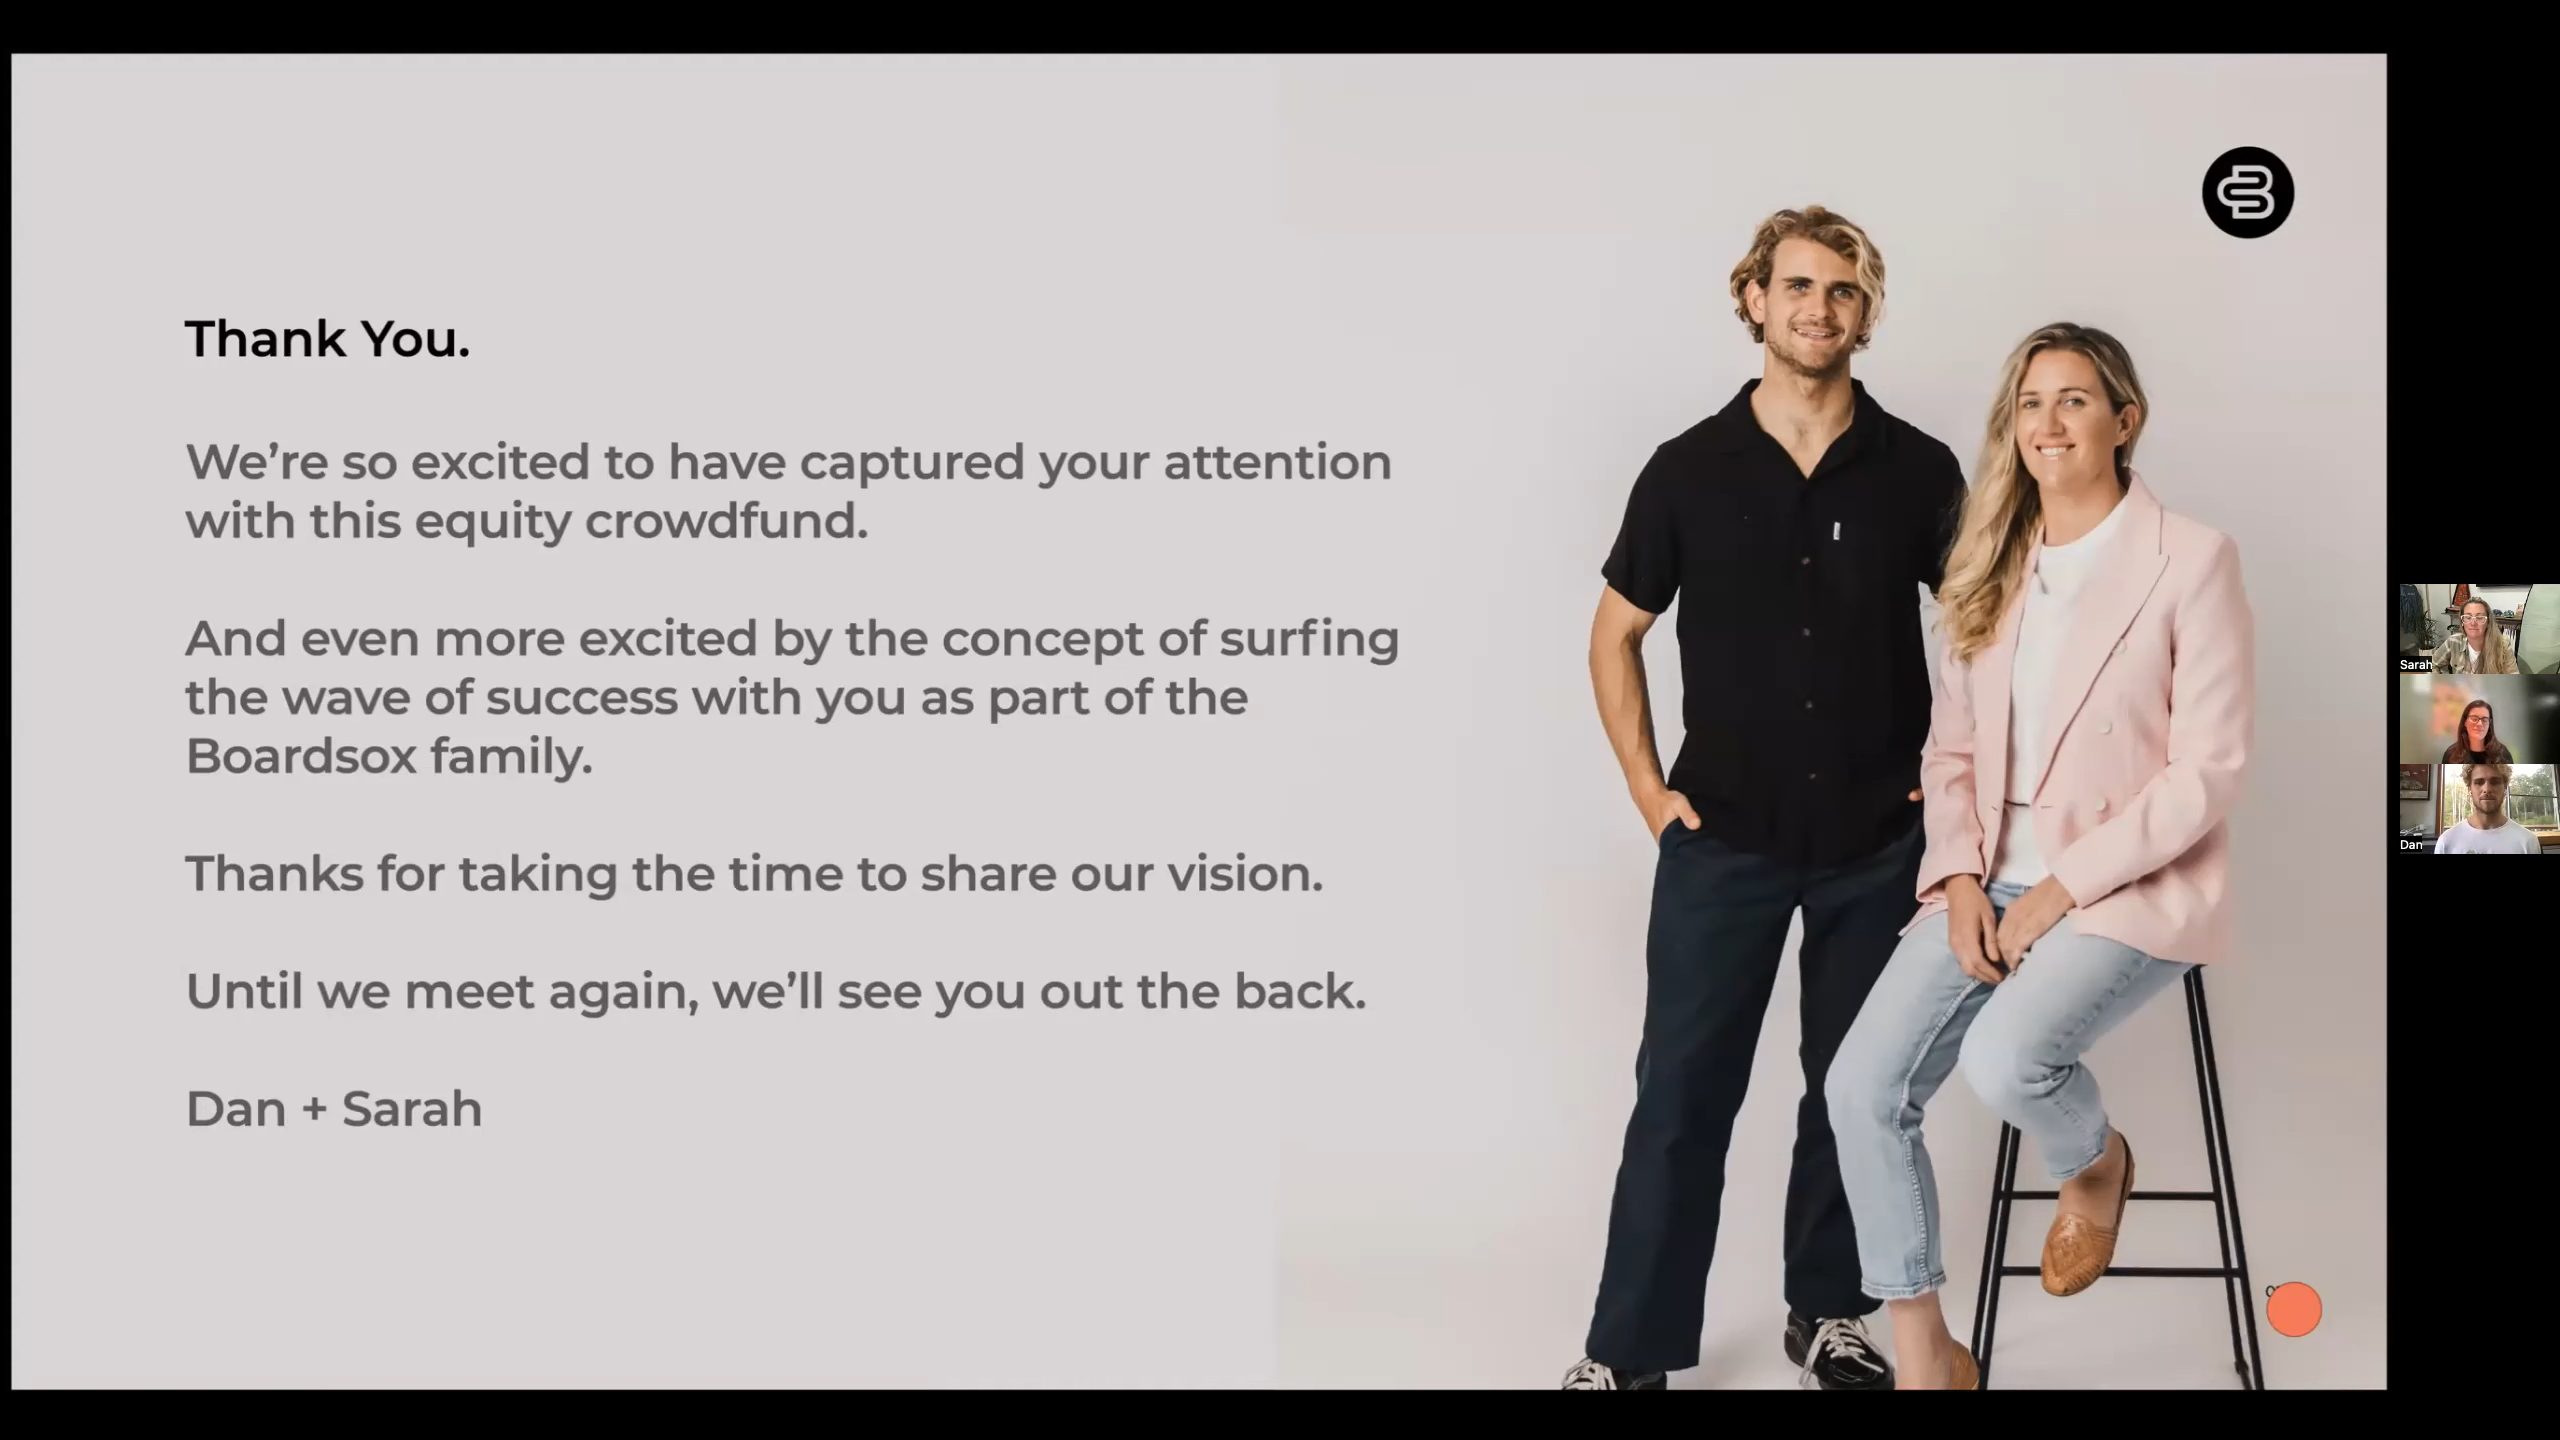 Thank You.
We’re so excited to have captured your attention
with this equity crowdfund.
And even more excited by the concept of surfing
the wave of success with you as part of the
Boardsox family.
Thanks for taking the time to share our vision.
Until we meet again, we’ll see you out the back.
Dan + Sarah
Sarah
Dan